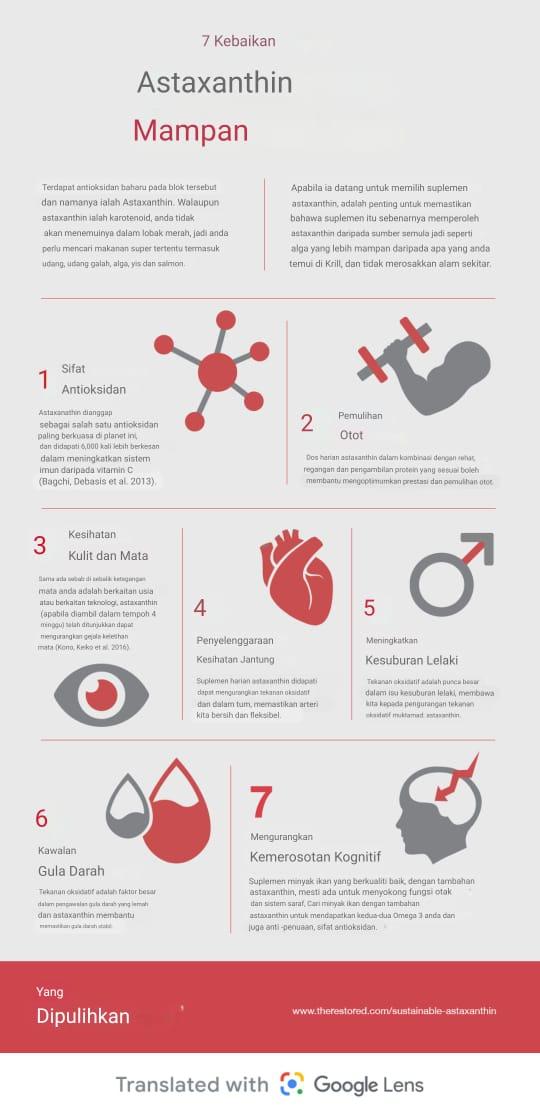 7 Kebaikan
Astaxanthin
Mampan
Terdapat antioksidan baharu pada blok tersebut
dan namanya ialah Astaxanthin. Walaupun
astaxanthin ialah karotenoid, anda tidak
akan menemuinya dalam lobak merah, jadi anda
perlu mencari makanan super tertentu termasuk
udang, udang galah, alga, yis dan salmon.
Apabila ia datang untuk memilih suplemen
astaxanthin, adalah penting untuk memastikan
bahawa suplemen itu sebenarnya memperoleh
astaxanthin daripada sumber semula jadi seperti
alga yang lebih mampan daripada apa yang anda
temui di Krill, dan tidak merosakkan alam sekitar.
1
Sifat
Antioksidan
Astaxanathin dianggap
sebagai salah satu antioksidan
paling berkuasa di planet ini,
dan didapati 6,000 kali lebih berkesan
dalam meningkatkan sistem
imun daripada vitamin C
(Bagchi, Debasis et al. 2013).
2
Pemulihan
Otot
Dos harian astaxanthin dalam kombinasi dengan rehat,
regangan dan pengambilan protein yang sesuai boleh
membantu mengoptimumkan prestasi dan pemulihan otot.
3
Kesihatan
Kulit dan Mata
Sama ada sebab di sebalik ketegangan
mata anda adalah berkaitan usia
atau berkaitan teknologi, astaxanthin
(apabila diambil dalam tempoh 4
minggu) telah ditunjukkan dapat
mengurangkan gejala keletihan
mata (Kono, Keiko et al. 2016).
4
Penyelenggaraan
Kesihatan Jantung
Suplemen harian astaxanthin didapati
dapat mengurangkan tekanan oksidatif
dan dalam tum, memastikan arteri
kita bersih dan fleksibel.
5
Meningkatkan
Kesuburan Lelaki
Tekanan oksidatif adalah punca besar
dalam isu kesuburan lelaki, membawa
kita kepada pengurangan tekanan
oksidatif muktamad: astaxanthin.
6
Kawalan
Gula Darah
Tekanan oksidatif adalah faktor besar
dalam pengawalan gula darah yang lemah
dan astaxanthin membantu
memastikan gula darah stabil.
7
Mengurangkan
Kemerosotan Kognitif
Suplemen minyak ikan yang berkualiti baik, dengan tambahan
astaxanthin, mesti ada untuk menyokong fungsi otak
dan sistem saraf. Cari minyak ikan dengan tambahan
astaxanthin untuk mendapatkan kedua-dua Omega 3 anda dan
juga anti -penuaan, sifat antioksidan.
Yang
Dipulihkan
www.therestored.com/sustainable-astaxanthin
Translated with Google Lens